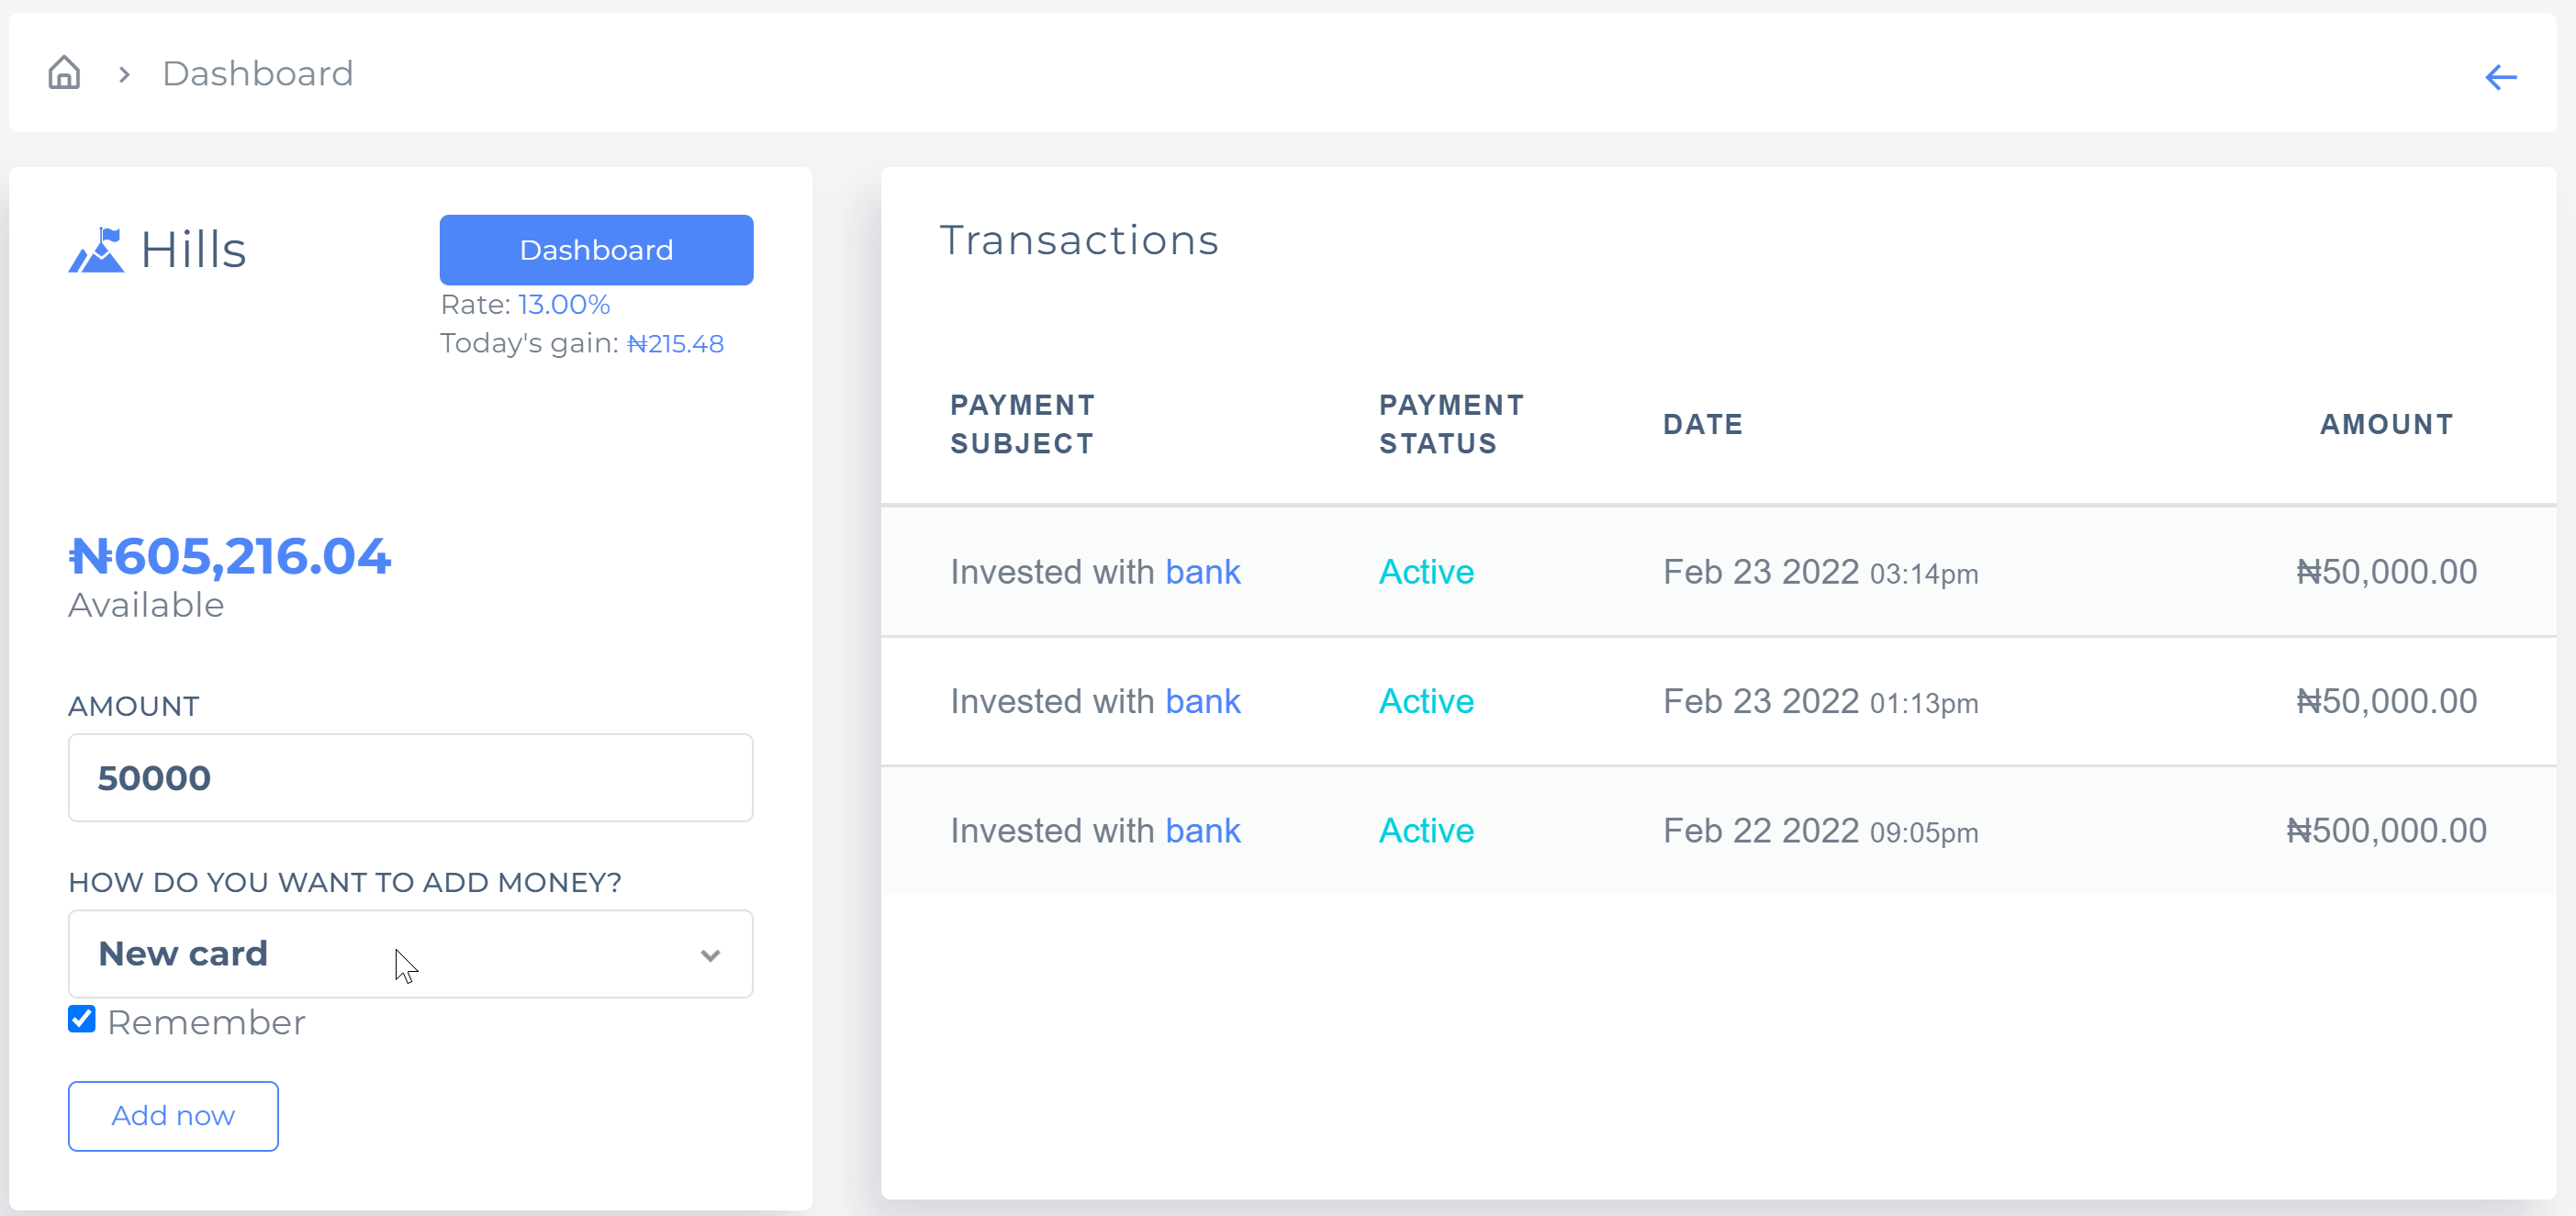 Dashboard
Hills
Dashboard
Rate: 13.00%
Today's gain: ₦215.48
₦605,216.04
Available
AMOUNT
50000
HOW DO YOU WANT TO ADD MONEY?
New card
Remember
Add now
Transactions
PAYMENT SUBJECT PAYMENT STATUS DATE AMOUNT
Invested with bank Active Feb 23 2022 03:14pm ₦50,000.00
Invested with bank Active Feb 23 2022 01:13pm ₦50,000.00
Invested with bank Active Feb 22 2022 09:05pm ₦500,000.00